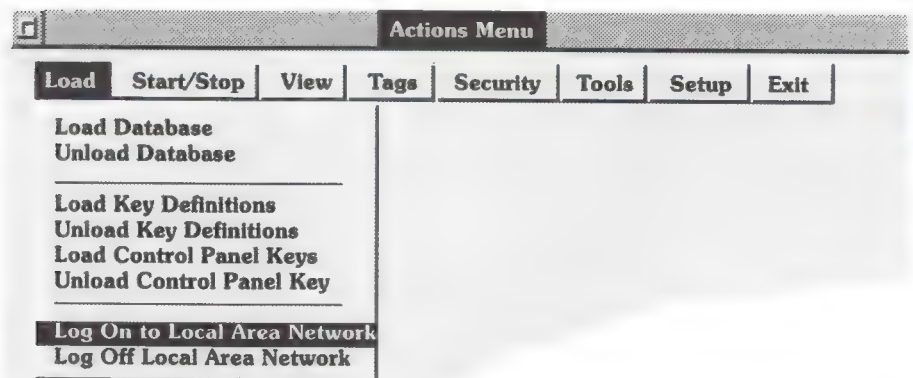 Actions Menu
Load Start/Stop View Tags Security Tools Setup Exit
Load Database
Unload Database
Load Key Definitions
Unload Key Definitions
Load Control Panel Keys
Unload Control Panel Key
Log On to Local Area Network
Log Off Local Area Network